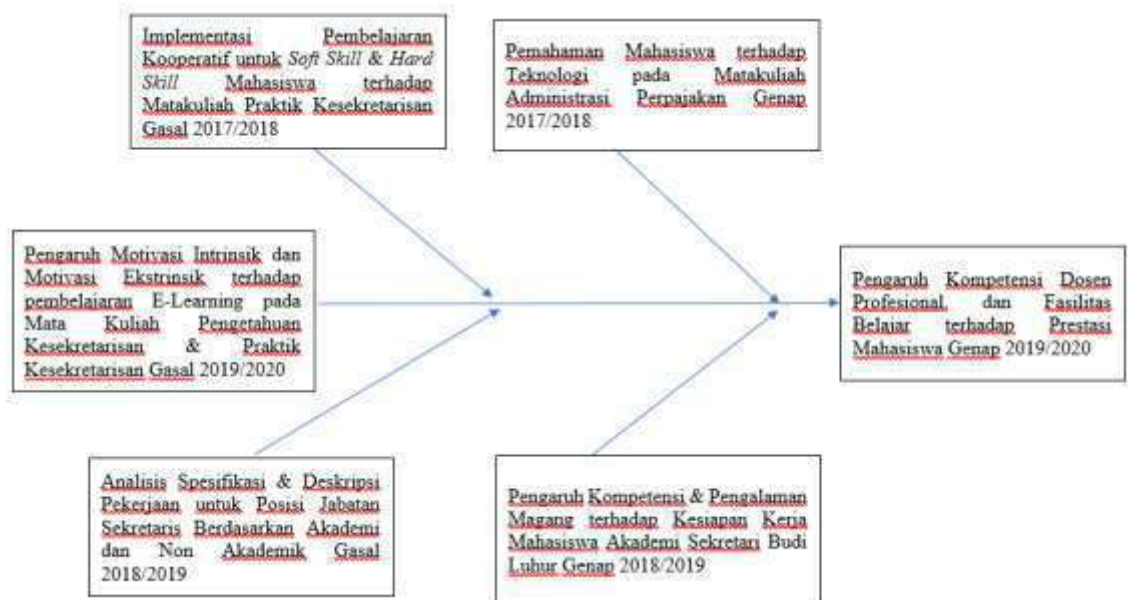 Implementasi Pembelajaran
Kooperatif untuk Soft Skill & Hard
Skill Mahasiswa terhadap
Matakuliah Praktik Kesekretarisan
Gasal 2017/2018
Pemahaman Mahasiswa terhadap
Teknologi pada Matakuliah
Administrasi Perpajakan Genap
2017/2018
Pengaruh Motivasi Intrinsik dan
Motivasi Ekstrinsik terhadap
pembelajaran E-Learning pada
Mata Kuliah Pengetahuan
Kesekretarisan & Praktik
Kesekretarisan Gasal 2019/2020
Pengaruh Kompetensi Dosen
Profesional dan Fasilitas
Belajar terhadap Prestasi
Mahasiswa Genap 2019/2020
Analisis Spesifikasi & Deskripsi
Pekerjaan untuk Posisi Jabatan
Sekretaris Berdasarkan Akademi
dan Non Akademik Gasal
2018/2019
Pengaruh Kompetensi & Pengalaman
Magang terhadap Kesiapan Kerja
Mahasiswa Akademi Sekretari Budi
Luhur Genap 2018/2019